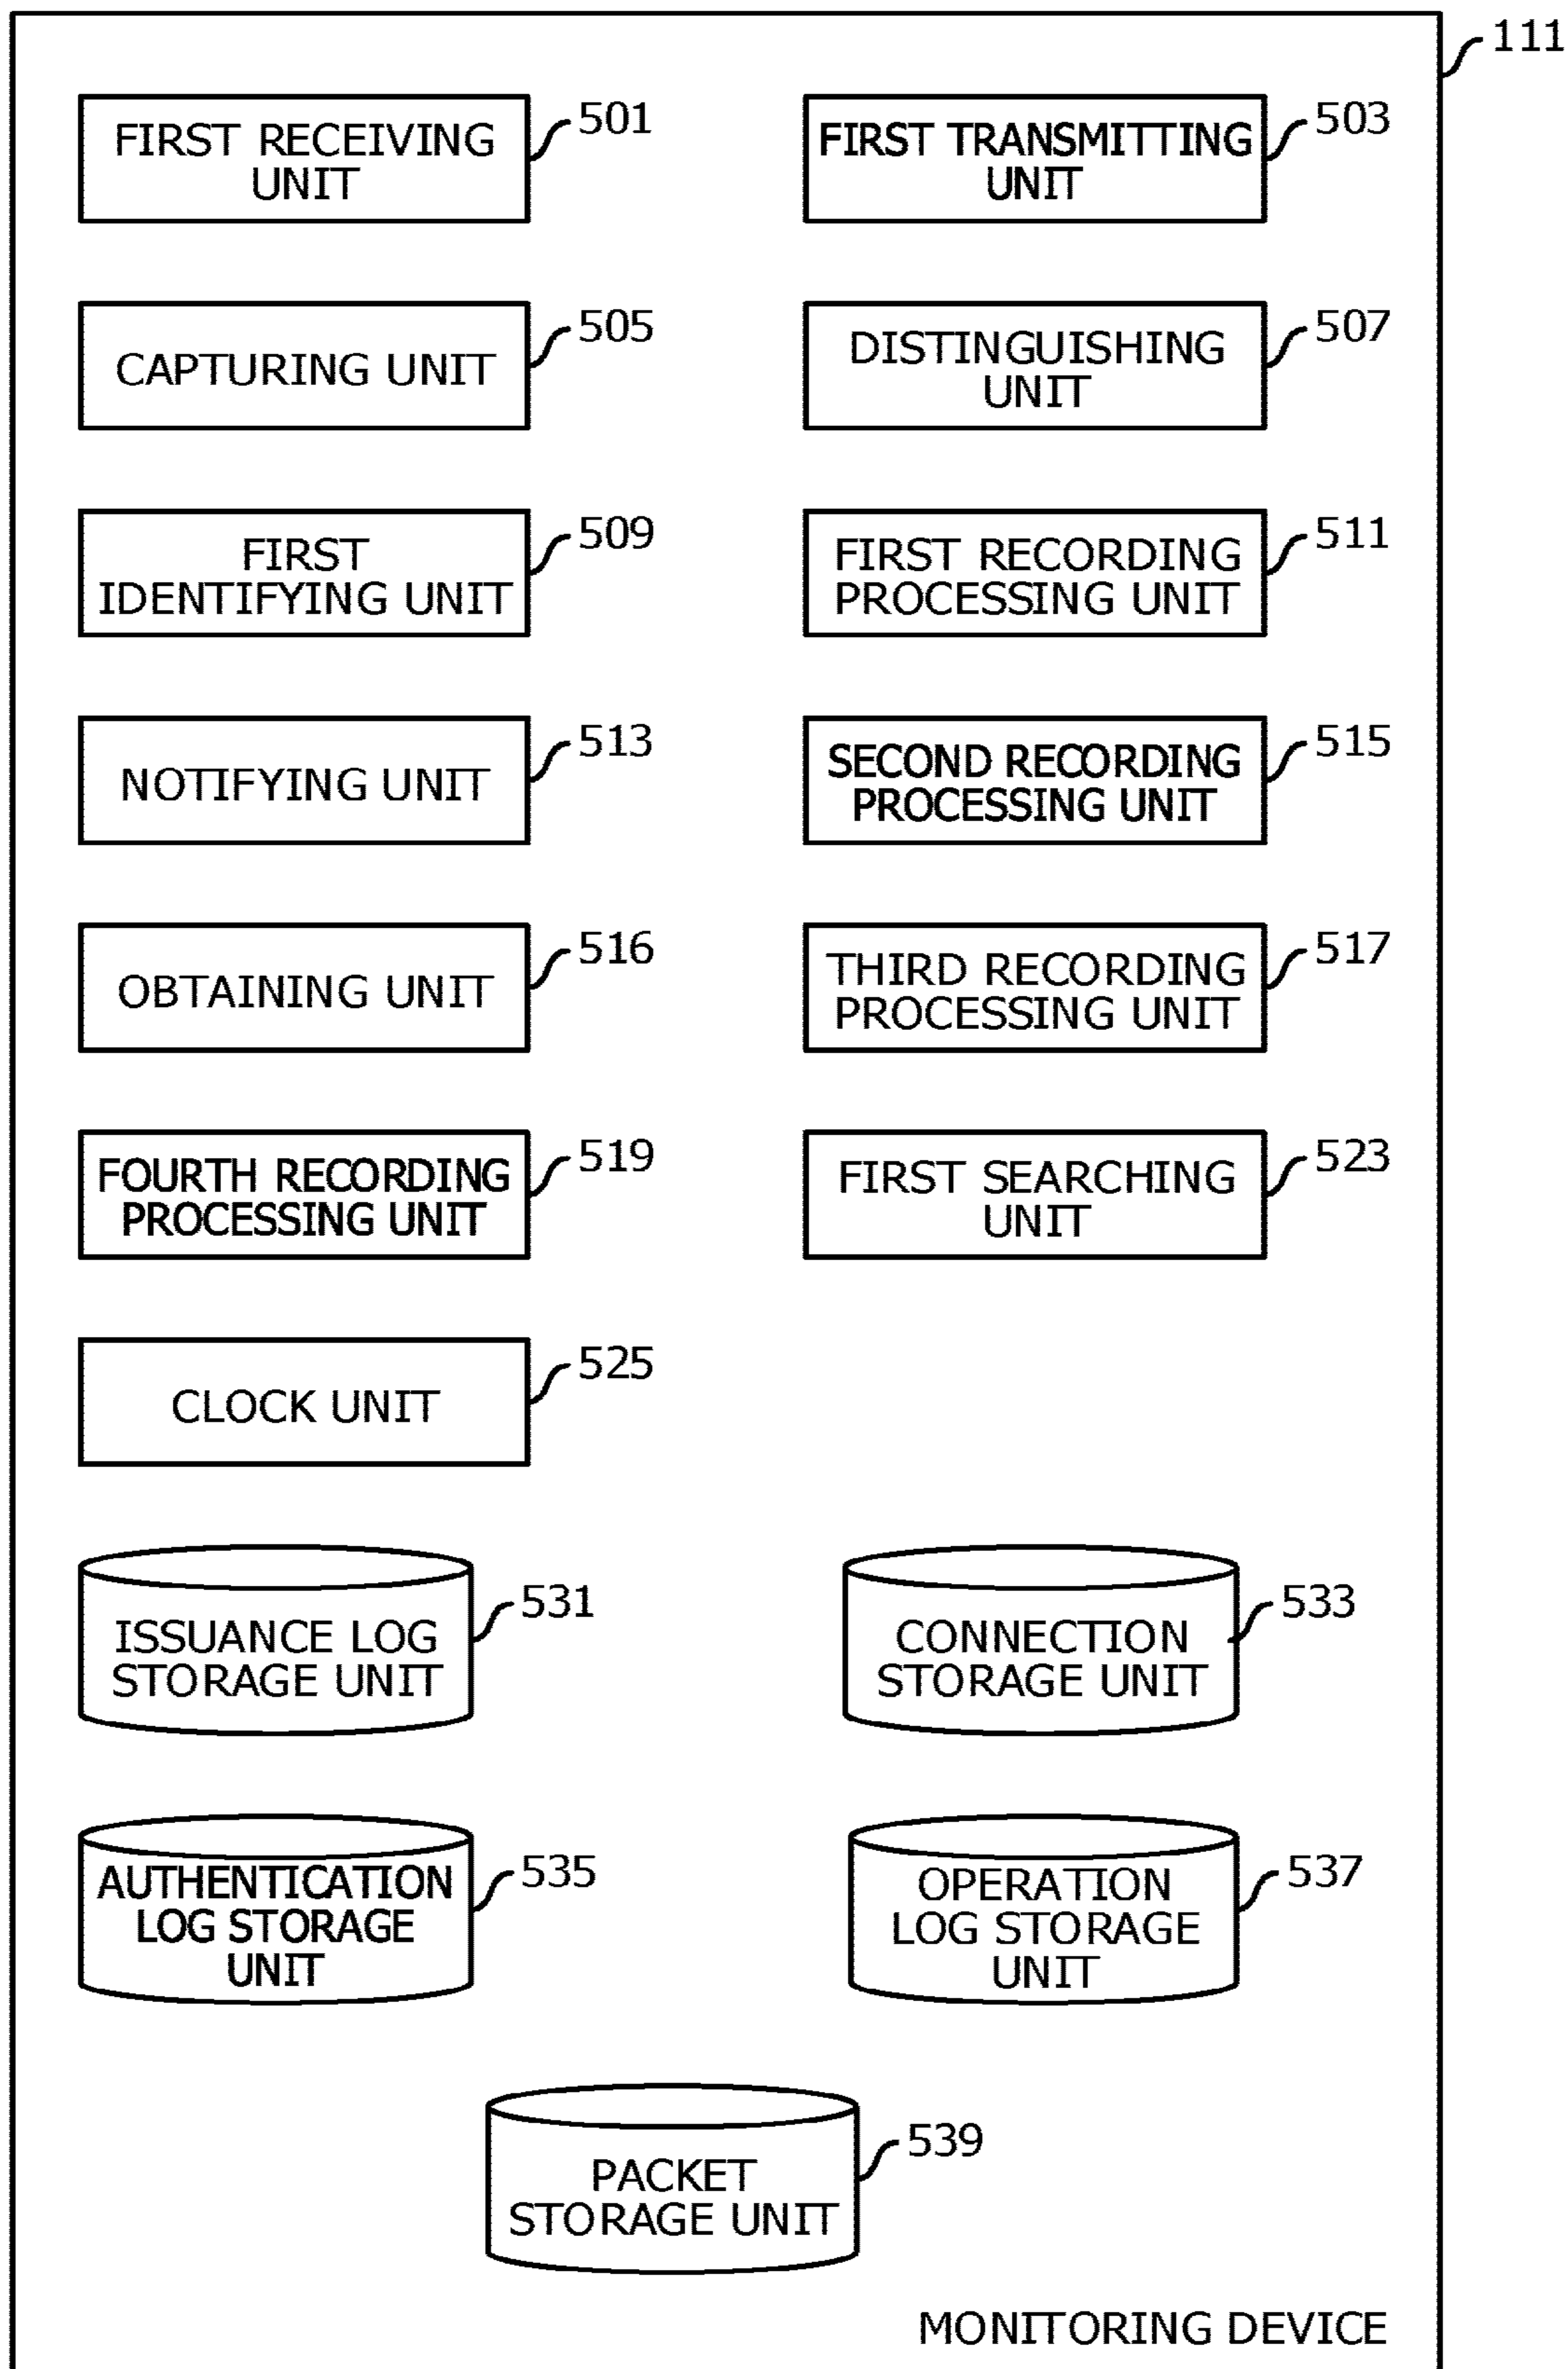 111
FIRST RECEIVING
UNIT
501
FIRST TRANSMITTING
UNIT
503
CAPTURING UNIT
505
DISTINGUISHING
UNIT
507
FIRST
IDENTIFYING UNIT
509
FIRST RECORDING
PROCESSING UNIT
511
NOTIFYING UNIT
513
SECOND RECORDING
PROCESSING UNIT
515
OBTAINING UNIT
516
THIRD RECORDING
PROCESSING UNIT
517
FOURTH RECORDING
PROCESSING UNIT
519
FIRST SEARCHING
UNIT
523
CLOCK UNIT
525
ISSUANCE LOG
STORAGE UNIT
531
CONNECTION
STORAGE UNIT
533
AUTHENTICATION
LOG STORAGE
UNIT
535
OPERATION
LOG STORAGE
UNIT
537
PACKET
STORAGE UNIT
539
MONITORING DEVICE